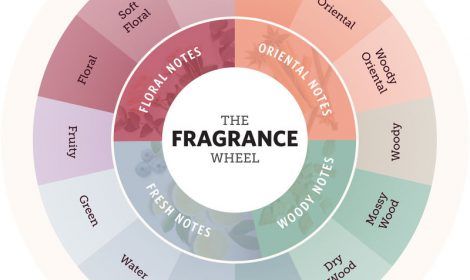 THE
FRAGRANCE
WHEEL
FLORAL NOTES
ORIENTAL NOTES
WOODY NOTES
FRESH NOTES
Soft
Floral
Oriental
Woody
Oriental
Woody
Mossy
Wood
Dry
Wood
Water
Green
Fruity
Floral